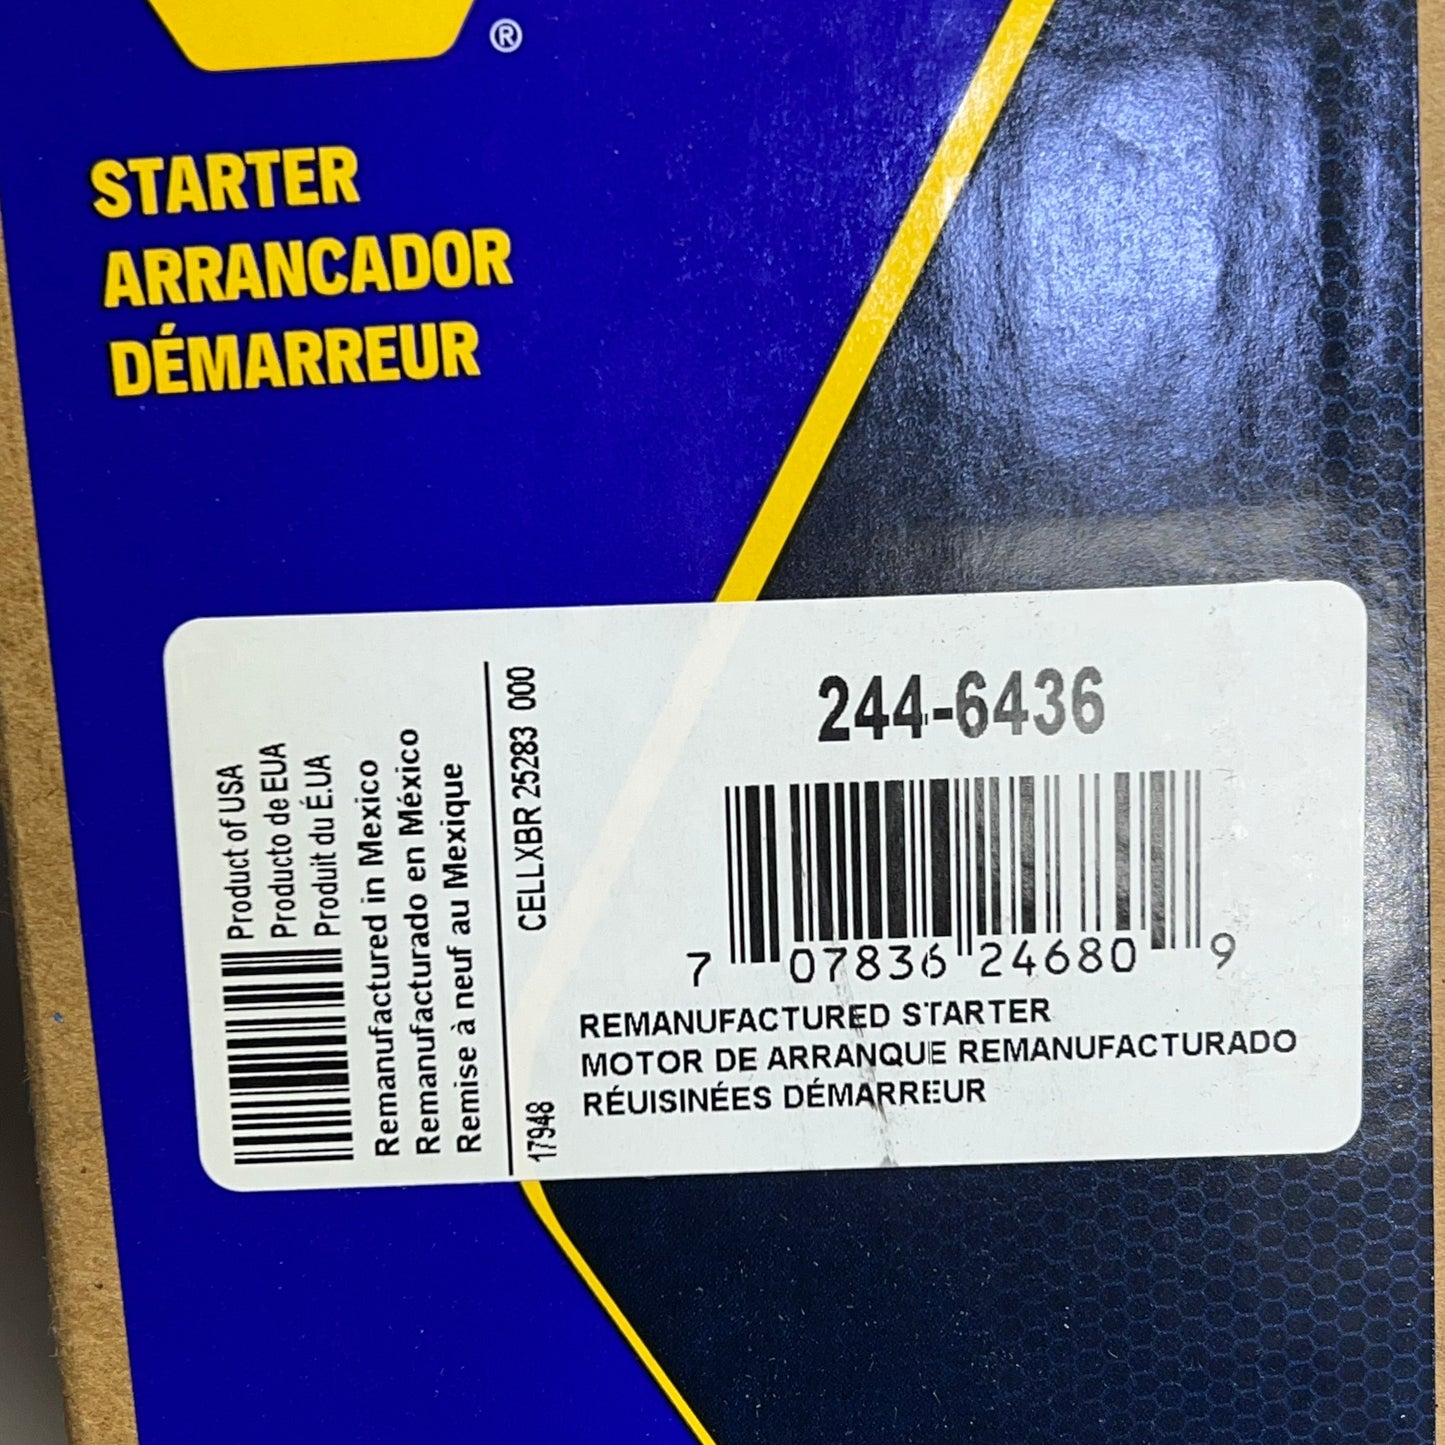 ®
STARTER
ARRANCADOR
DÉMARREUR
Product of USA
Producto de EUA
Produit du É.UA
Remanufactured in Mexico
Remanufacturado en México
Remise à neuf au Mexique
17948 CELLXBR 25283 000
244-6436
7 07836 24680 9
REMANUFACTURED STARTER
MOTOR DE ARRANQUE REMANUFACTURADO
RÉUISINÉES DÉMARREUR